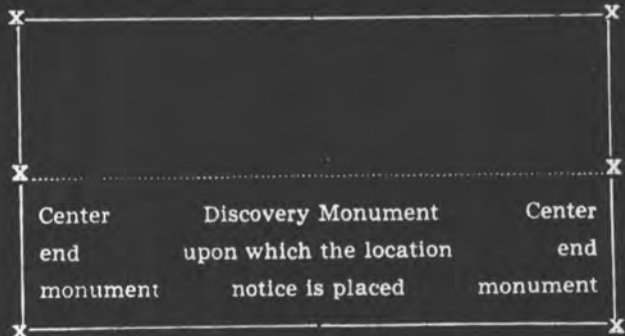 X X
X X
Center Discovery Monument Center
end upon which the location end
monument notice is placed monument
X X